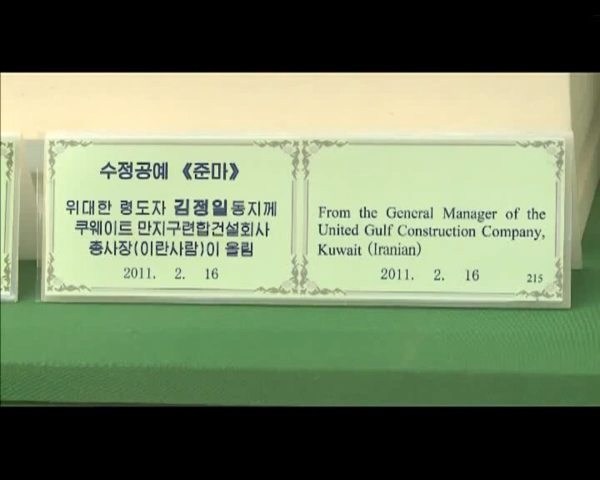 수정공예 《준마》
위대한 령도자 김정일동지께
쿠웨이트 만지구련합건설회사
총사장(이란사람)이 올림
2011. 2. 16
From the General Manager of the
United Gulf Construction Company,
Kuwait (Iranian)
2011. 2. 16
215